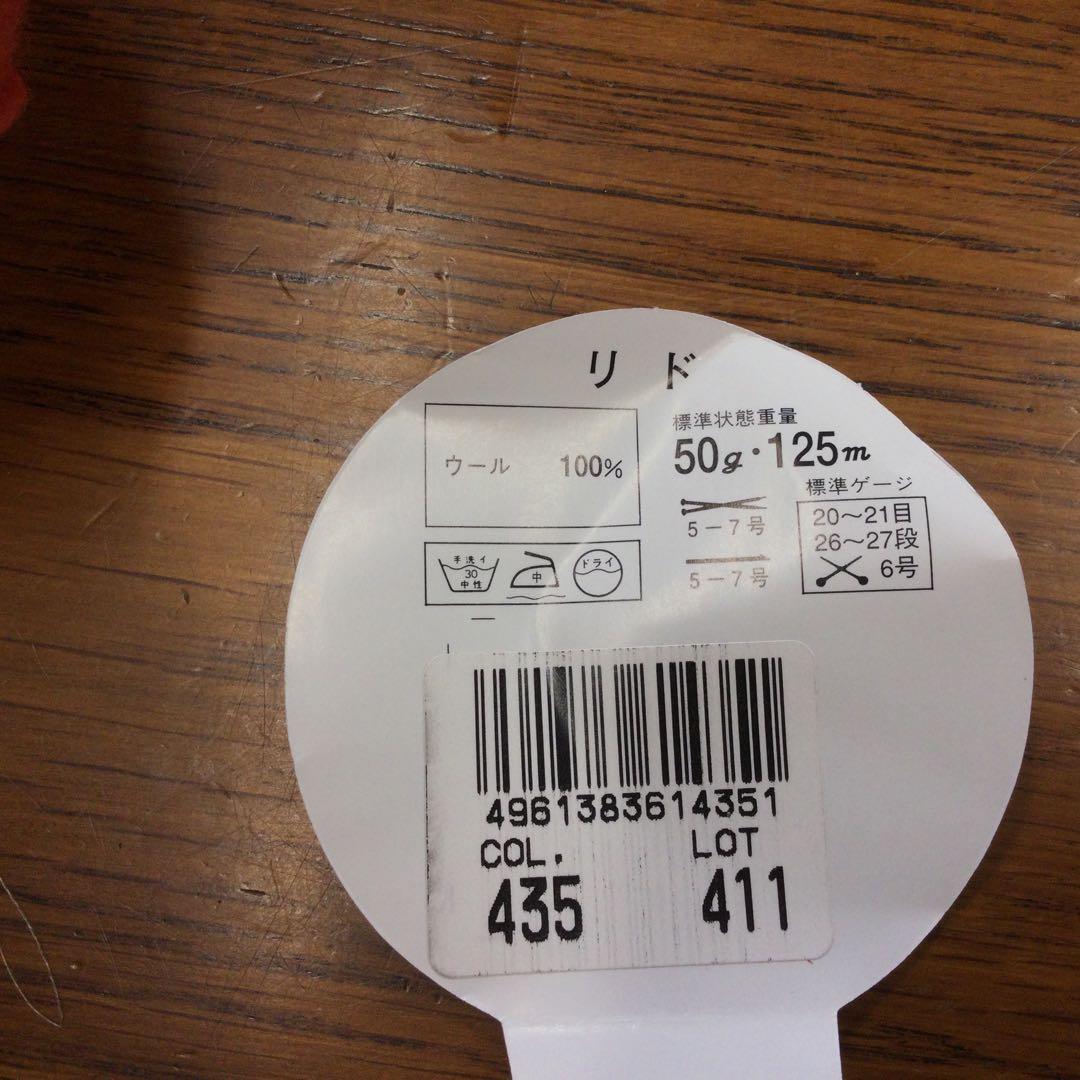 リド
ウール 100%
標準状態重量
50g・125m
5－7号
5－7号
標準ゲージ
20〜21目
26〜27段
6号
手洗イ
30
中性
中
ドライ
4961383614351
COL. LOT
435 411